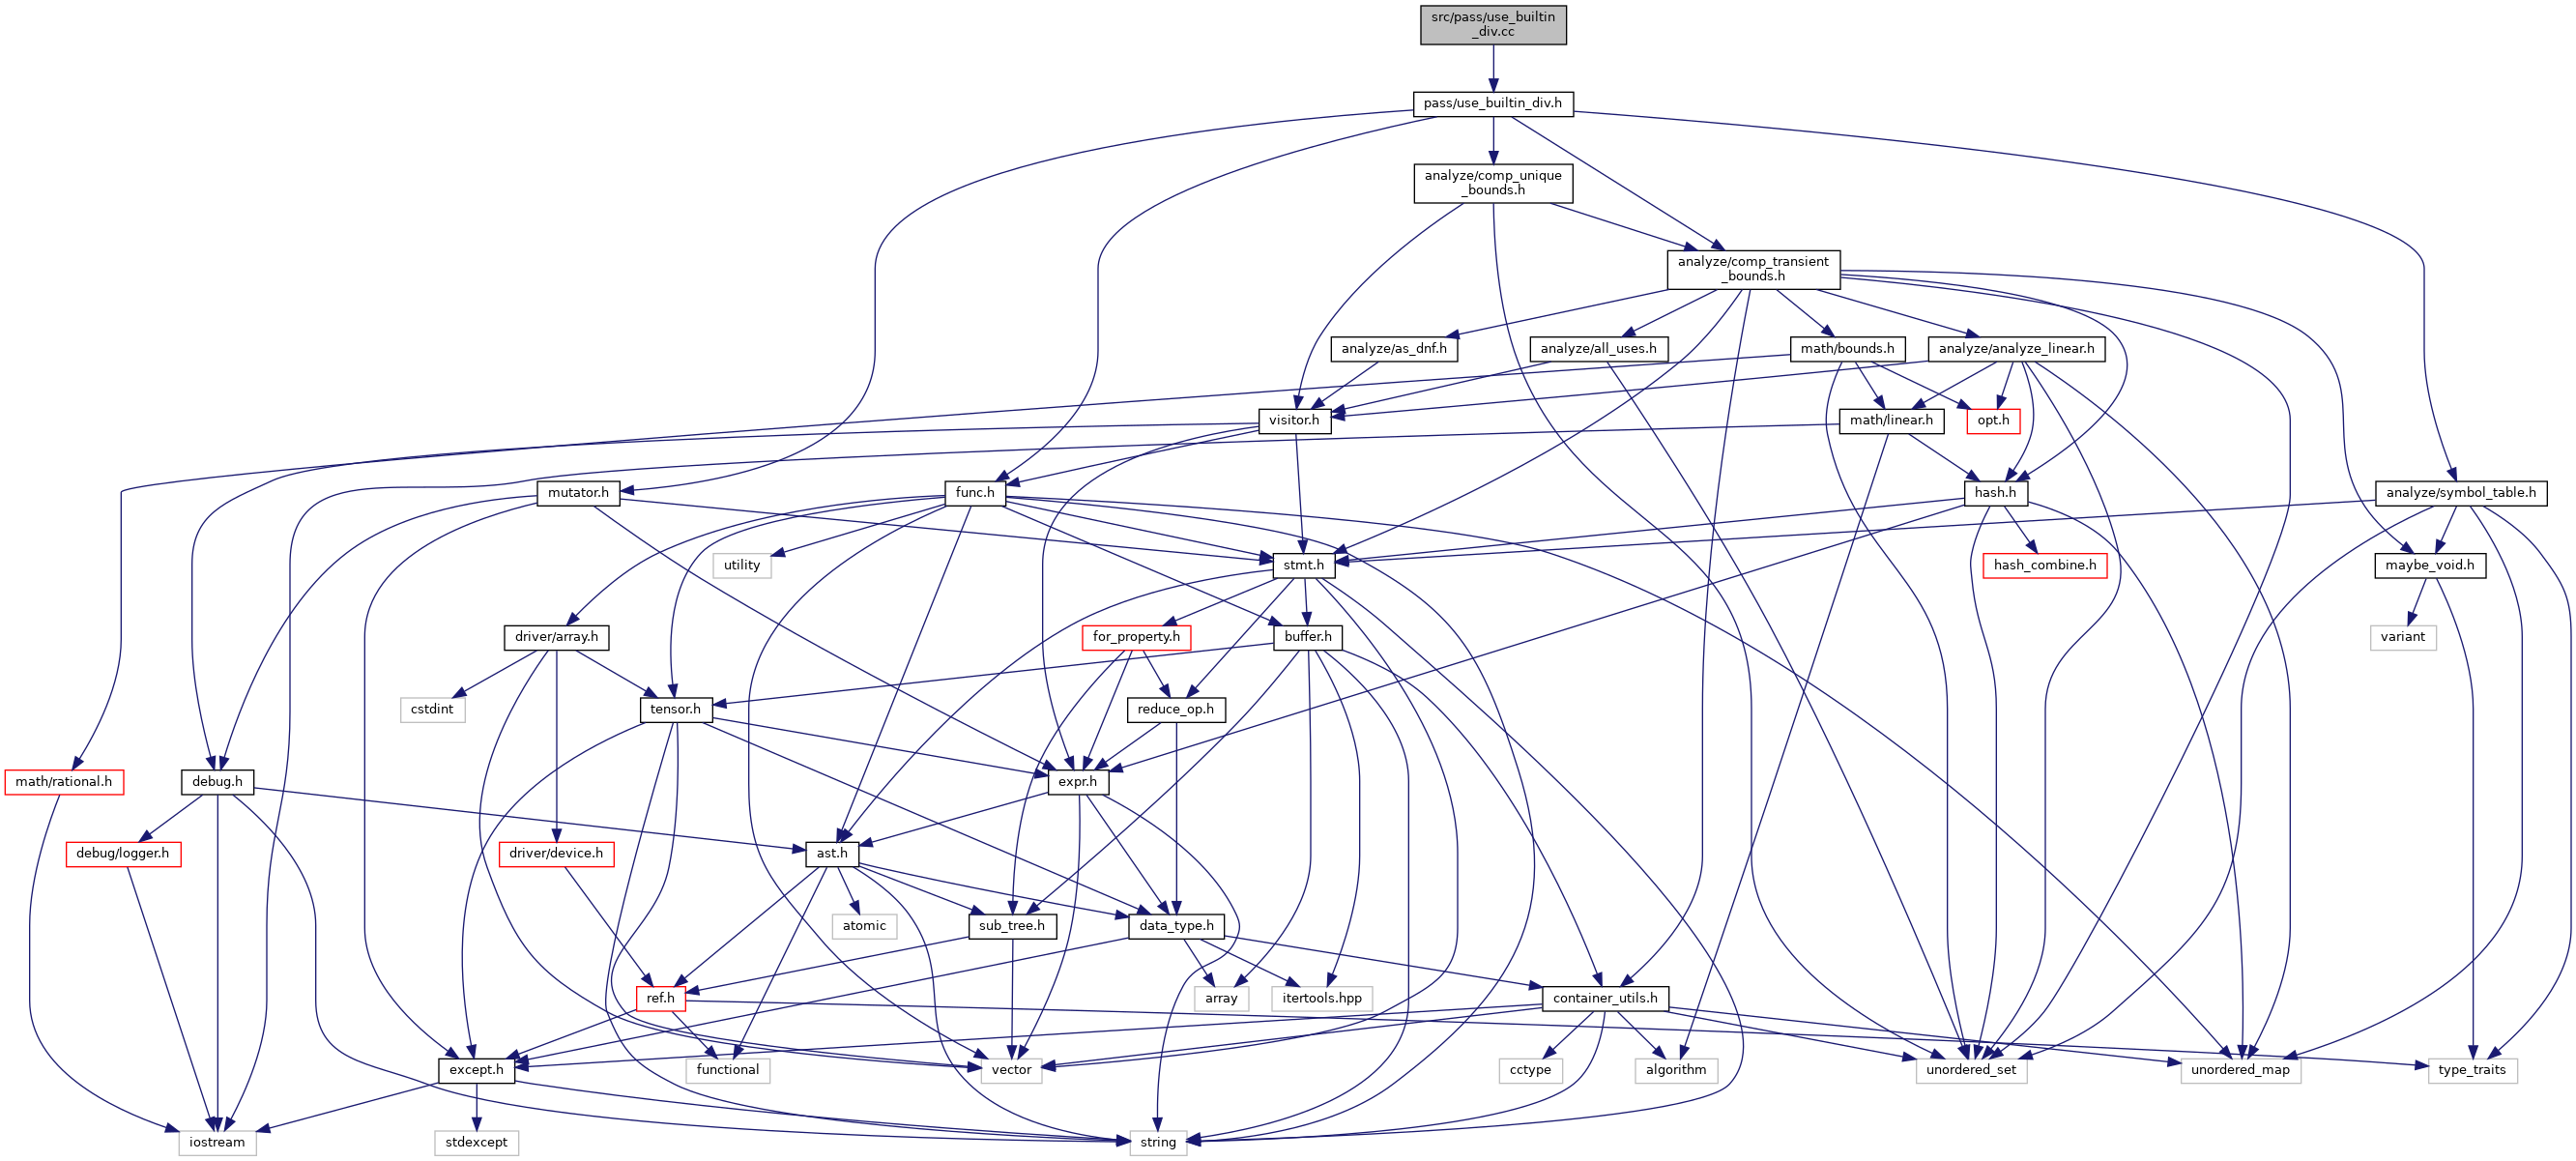 src/pass/use_builtin
_div.cc
pass/use_builtin_div.h
analyze/comp_unique
_bounds.h
analyze/comp_transient
_bounds.h
analyze/as_dnf.h
analyze/all_uses.h
math/bounds.h
analyze/analyze_linear.h
visitor.h
math/linear.h
opt.h
mutator.h
func.h
hash.h
analyze/symbol_table.h
utility
stmt.h
hash_combine.h
maybe_void.h
driver/array.h
for_property.h
buffer.h
variant
cstdint
tensor.h
reduce_op.h
math/rational.h
debug.h
expr.h
debug/logger.h
driver/device.h
ast.h
atomic
sub_tree.h
data_type.h
ref.h
array
itertools.hpp
container_utils.h
except.h
functional
vector
cctype
algorithm
unordered_set
unordered_map
type_traits
iostream
stdexcept
string